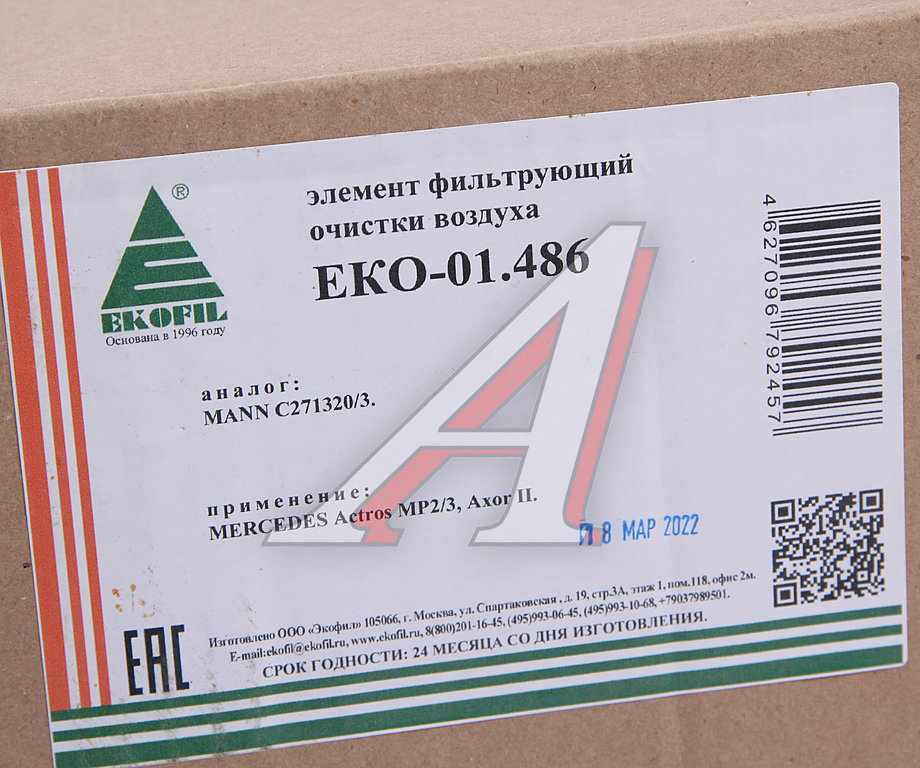 ®
EKOFIL
Основана в 1996 году
элемент фильтрующий
очистки воздуха
ЕКО-01.486
аналог:
MANN C271320/3.
применение:
MERCEDES Actros MP2/3, Axor II.
8 МАР 2022
4 627096 792457
Изготовлено ООО «Экофил» 105066, г. Москва, ул. Спартаковская , д. 19, стр.3А, этаж 1, пом.118, офис 2м.
E-mail:ekofil@ekofil.ru, www.ekofil.ru, 8(800)201-16-45, (495)993-06-45, (495)993-10-68, +79037989501.
СРОК ГОДНОСТИ: 24 МЕСЯЦА СО ДНЯ ИЗГОТОВЛЕНИЯ.
EAC